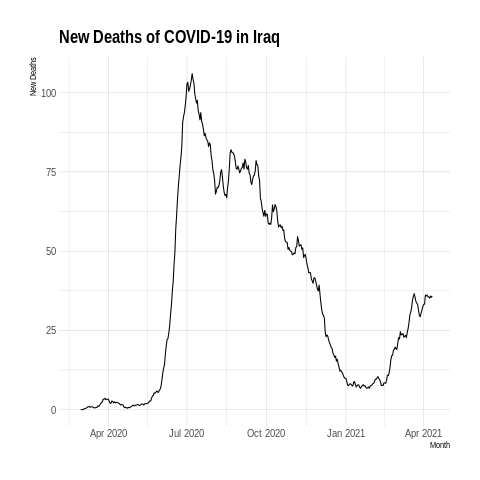 New Deaths of COVID-19 in Iraq
New Deaths
100
75
50
25
0
Apr 2020 Jul 2020 Oct 2020 Jan 2021 Apr 2021
Month